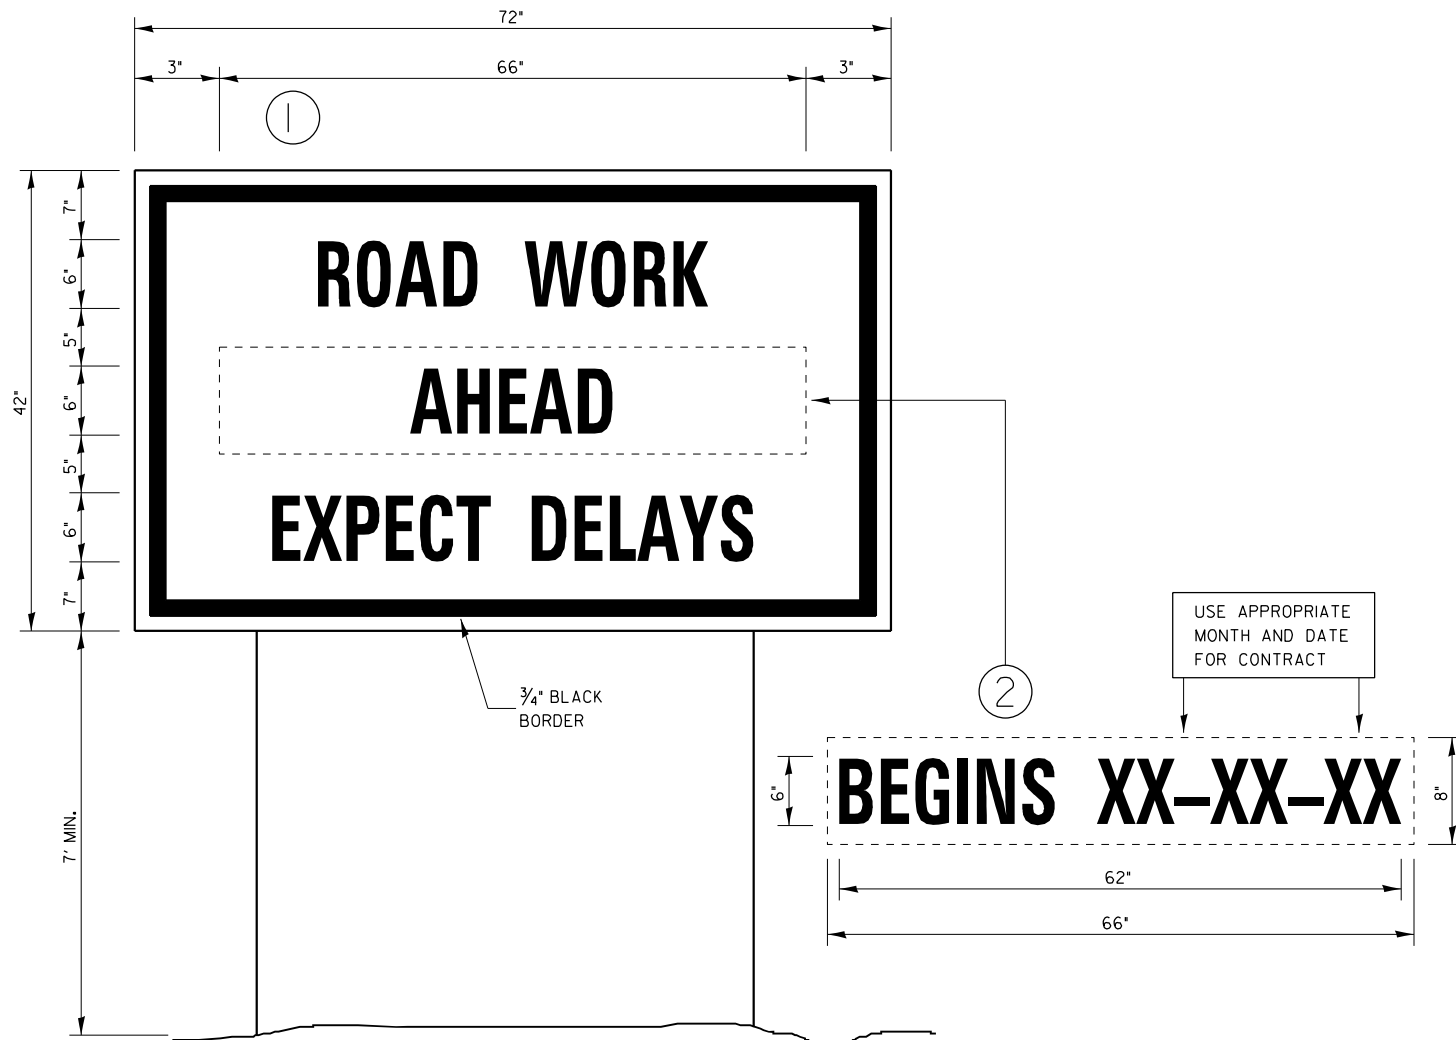 72"
3" 66" 3"
1
7"
6"
5"
6"
5"
6"
7"
42"
7' MIN.
ROAD WORK
AHEAD
EXPECT DELAYS
3/4" BLACK
BORDER
2
USE APPROPRIATE
MONTH AND DATE
FOR CONTRACT
6"
BEGINS XX-XX-XX
8"
62"
66"